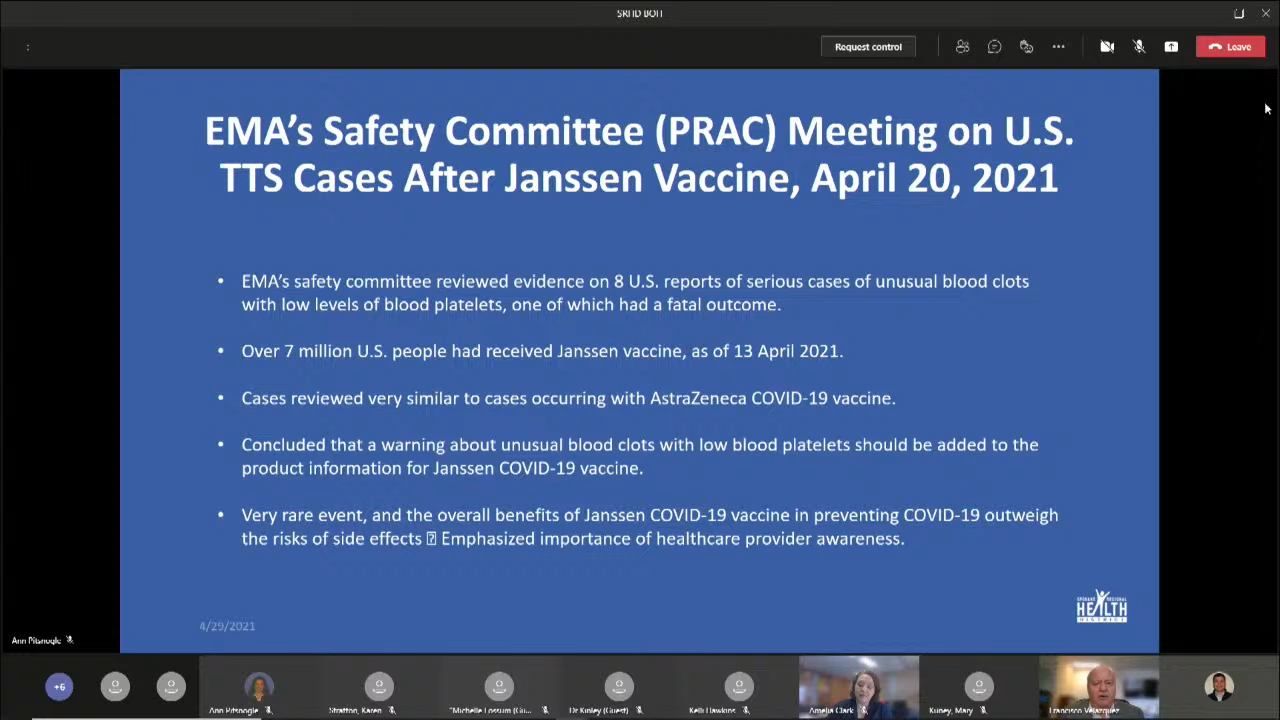 SRHD BOH
Request control
Leave
EMA's Safety Committee (PRAC) Meeting on U.S.
TTS Cases After Janssen Vaccine, April 20, 2021
• EMA's safety committee reviewed evidence on 8 U.S. reports of serious cases of unusual blood clots
with low levels of blood platelets, one of which had a fatal outcome.
• Over 7 million U.S. people had received Janssen vaccine, as of 13 April 2021.
• Cases reviewed very similar to cases occurring with AstraZeneca COVID-19 vaccine.
• Concluded that a warning about unusual blood clots with low blood platelets should be added to the
product information for Janssen COVID-19 vaccine.
• Very rare event, and the overall benefits of Janssen COVID-19 vaccine in preventing COVID-19 outweigh
the risks of side effects Emphasized importance of healthcare provider awareness.
4/29/2021
SPOKANE REGIONAL
HEALTH
DISTRICT
Ann Pitsnogle
+6
Ann Pitsnogle
Stratton, Karen
"Michelle Fossum (Gu...
Dr Kinley (Guest)
Kelli Hawkins
Amelia Clark
Kuney, Mary
Francisco Velazquez